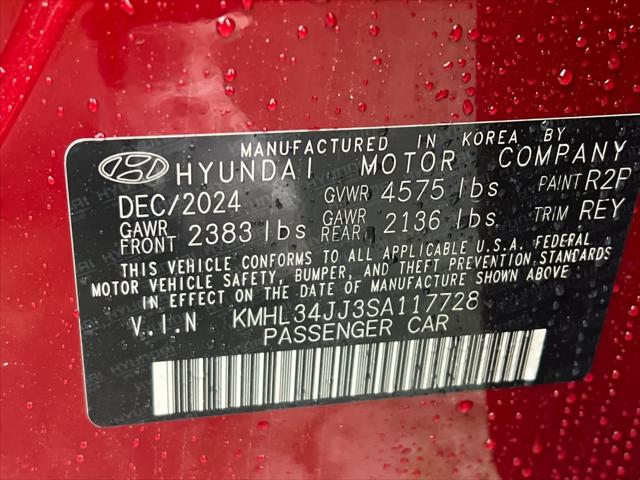 MANUFACTURED IN KOREA BY
HYUNDAI MOTOR COMPANY
DEC/2024 GVWR 4575 lbs PAINT R2P
GAWR FRONT 2383 lbs GAWR REAR 2136 lbs TRIM REY
THIS VEHICLE CONFORMS TO ALL APPLICABLE U.S.A. FEDERAL
MOTOR VEHICLE SAFETY, BUMPER, AND THEFT PREVENTION STANDARDS
IN EFFECT ON THE DATE OF MANUFACTURE SHOWN ABOVE
V.I.N KMHL34JJ3SA117728
PASSENGER CAR